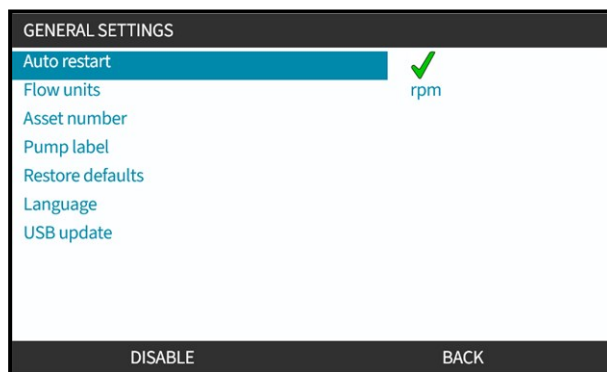 GENERAL SETTINGS
Auto restart
Flow units rpm
Asset number
Pump label
Restore defaults
Language
USB update
DISABLE BACK